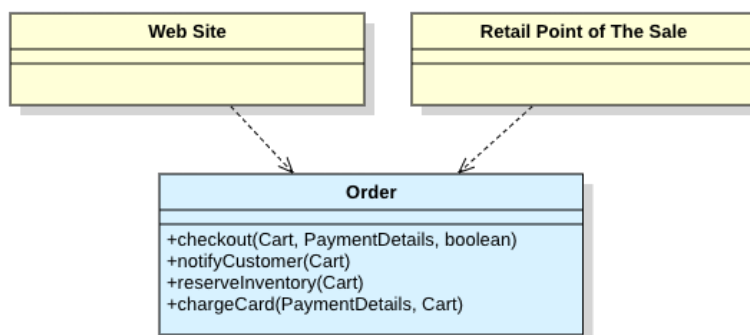 Web Site
Retail Point of The Sale
Order
+checkout(Cart, PaymentDetails, boolean)
+notifyCustomer(Cart)
+reserveInventory(Cart)
+chargeCard(PaymentDetails, Cart)